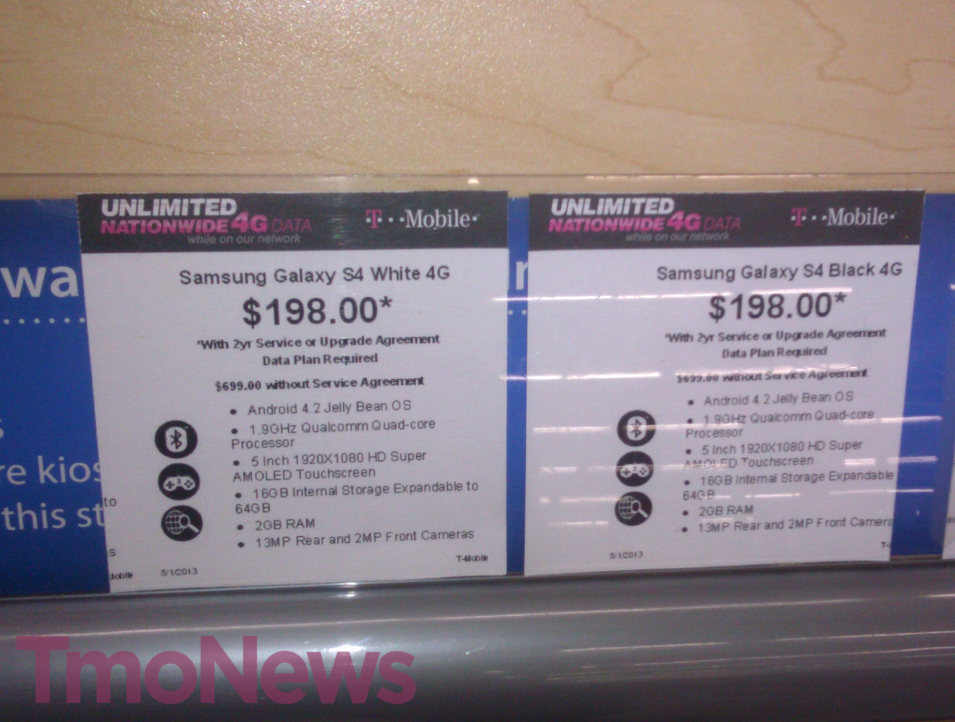 UNLIMITED
NATIONWIDE 4G DATA
while on our network
T··Mobile·
Samsung Galaxy S4 White 4G
$198.00*
*With 2yr Service or Upgrade Agreement
Data Plan Required
$699.00 without Service Agreement
• Android 4.2 Jelly Bean OS
• 1.9GHz Qualcomm Quad-core
Processor
• 5 Inch 1920X1080 HD Super
AMOLED Touchscreen
• 16GB Internal Storage Expandable to
64GB
• 2GB RAM
• 13MP Rear and 2MP Front Cameras
T-Mobile
5/1/2013
UNLIMITED
NATIONWIDE 4G DATA
while on our network
T··Mobile·
Samsung Galaxy S4 Black 4G
$198.00*
*With 2yr Service or Upgrade Agreement
Data Plan Required
$699.00 without Service Agreement
• Android 4.2 Jelly Bean OS
• 1.9GHz Qualcomm Quad-core
Processor
• 5 Inch 1920X1080 HD Super
AMOLED Touchscreen
• 16GB Internal Storage Expandable
64GB
• 2GB RAM
• 13MP Rear and 2MP Front Camera
T-
5/1/2013
wa
re kios
this st
to
s
Mobile
TmoNews